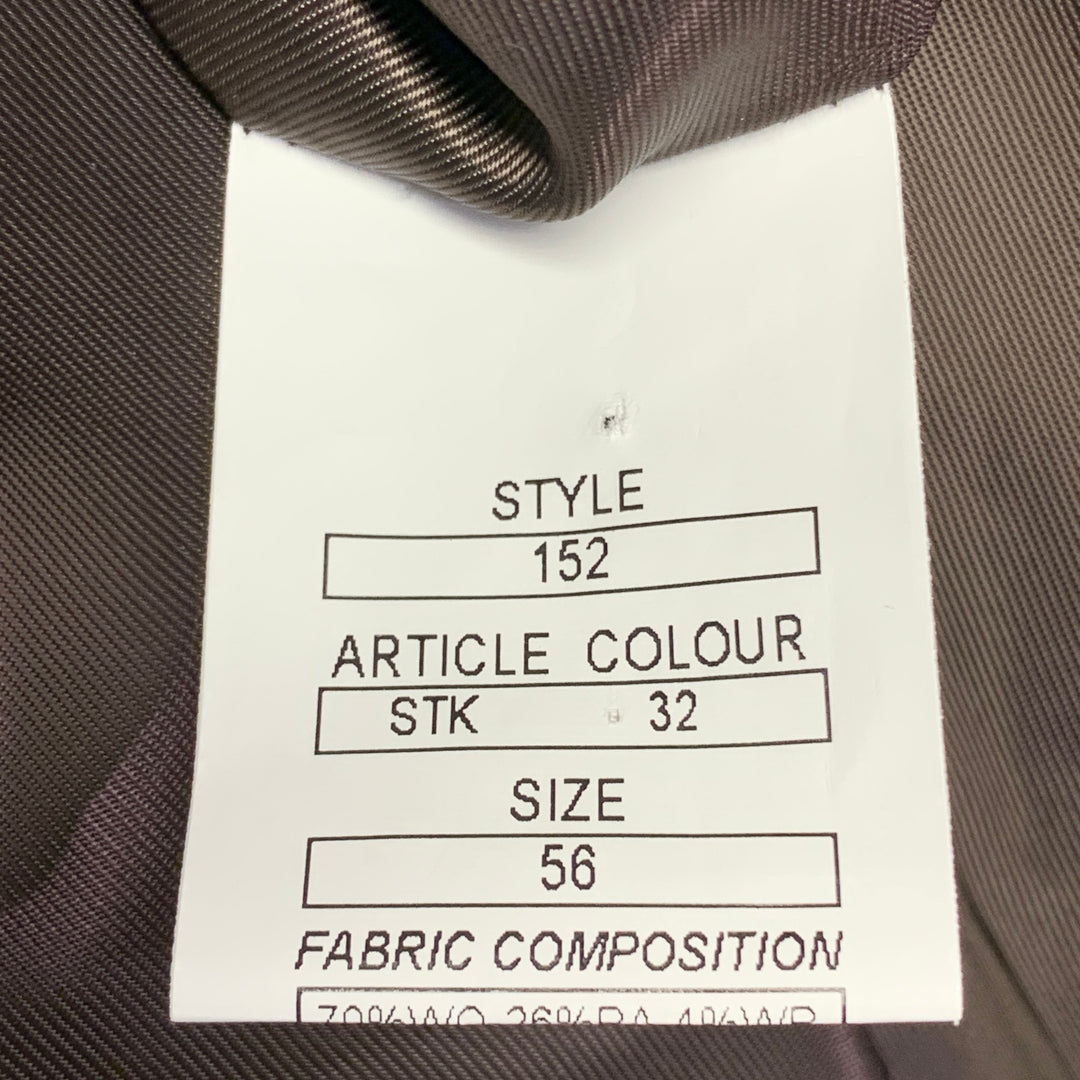 STYLE
152
ARTICLE COLOUR
STK 32
SIZE
56
FABRIC COMPOSITION